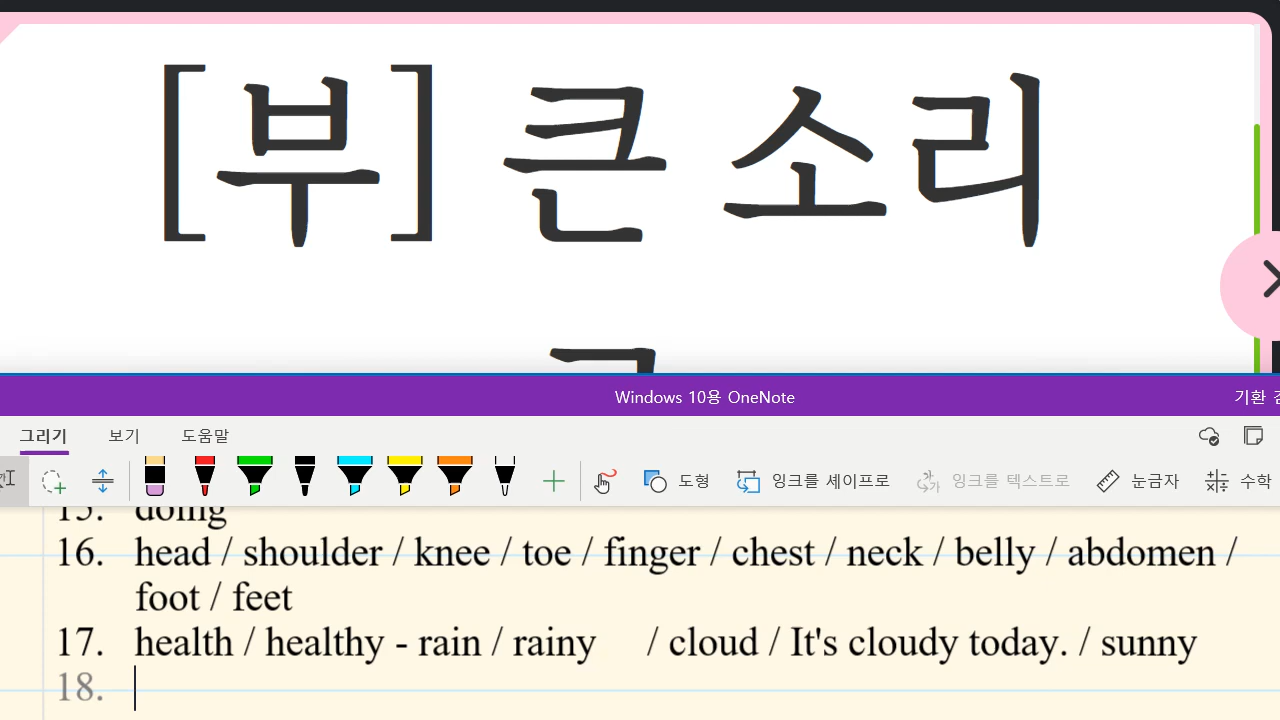 [부] 큰 소리
Windows 10용 OneNote
기환
그리기 보기 도움말
도형 잉크를 셰이프로 잉크를 텍스트로 눈금자 수학
15. doing
16. head / shoulder / knee / toe / finger / chest / neck / belly / abdomen /
foot / feet
17. health / healthy - rain / rainy / cloud / It's cloudy today. / sunny
18.